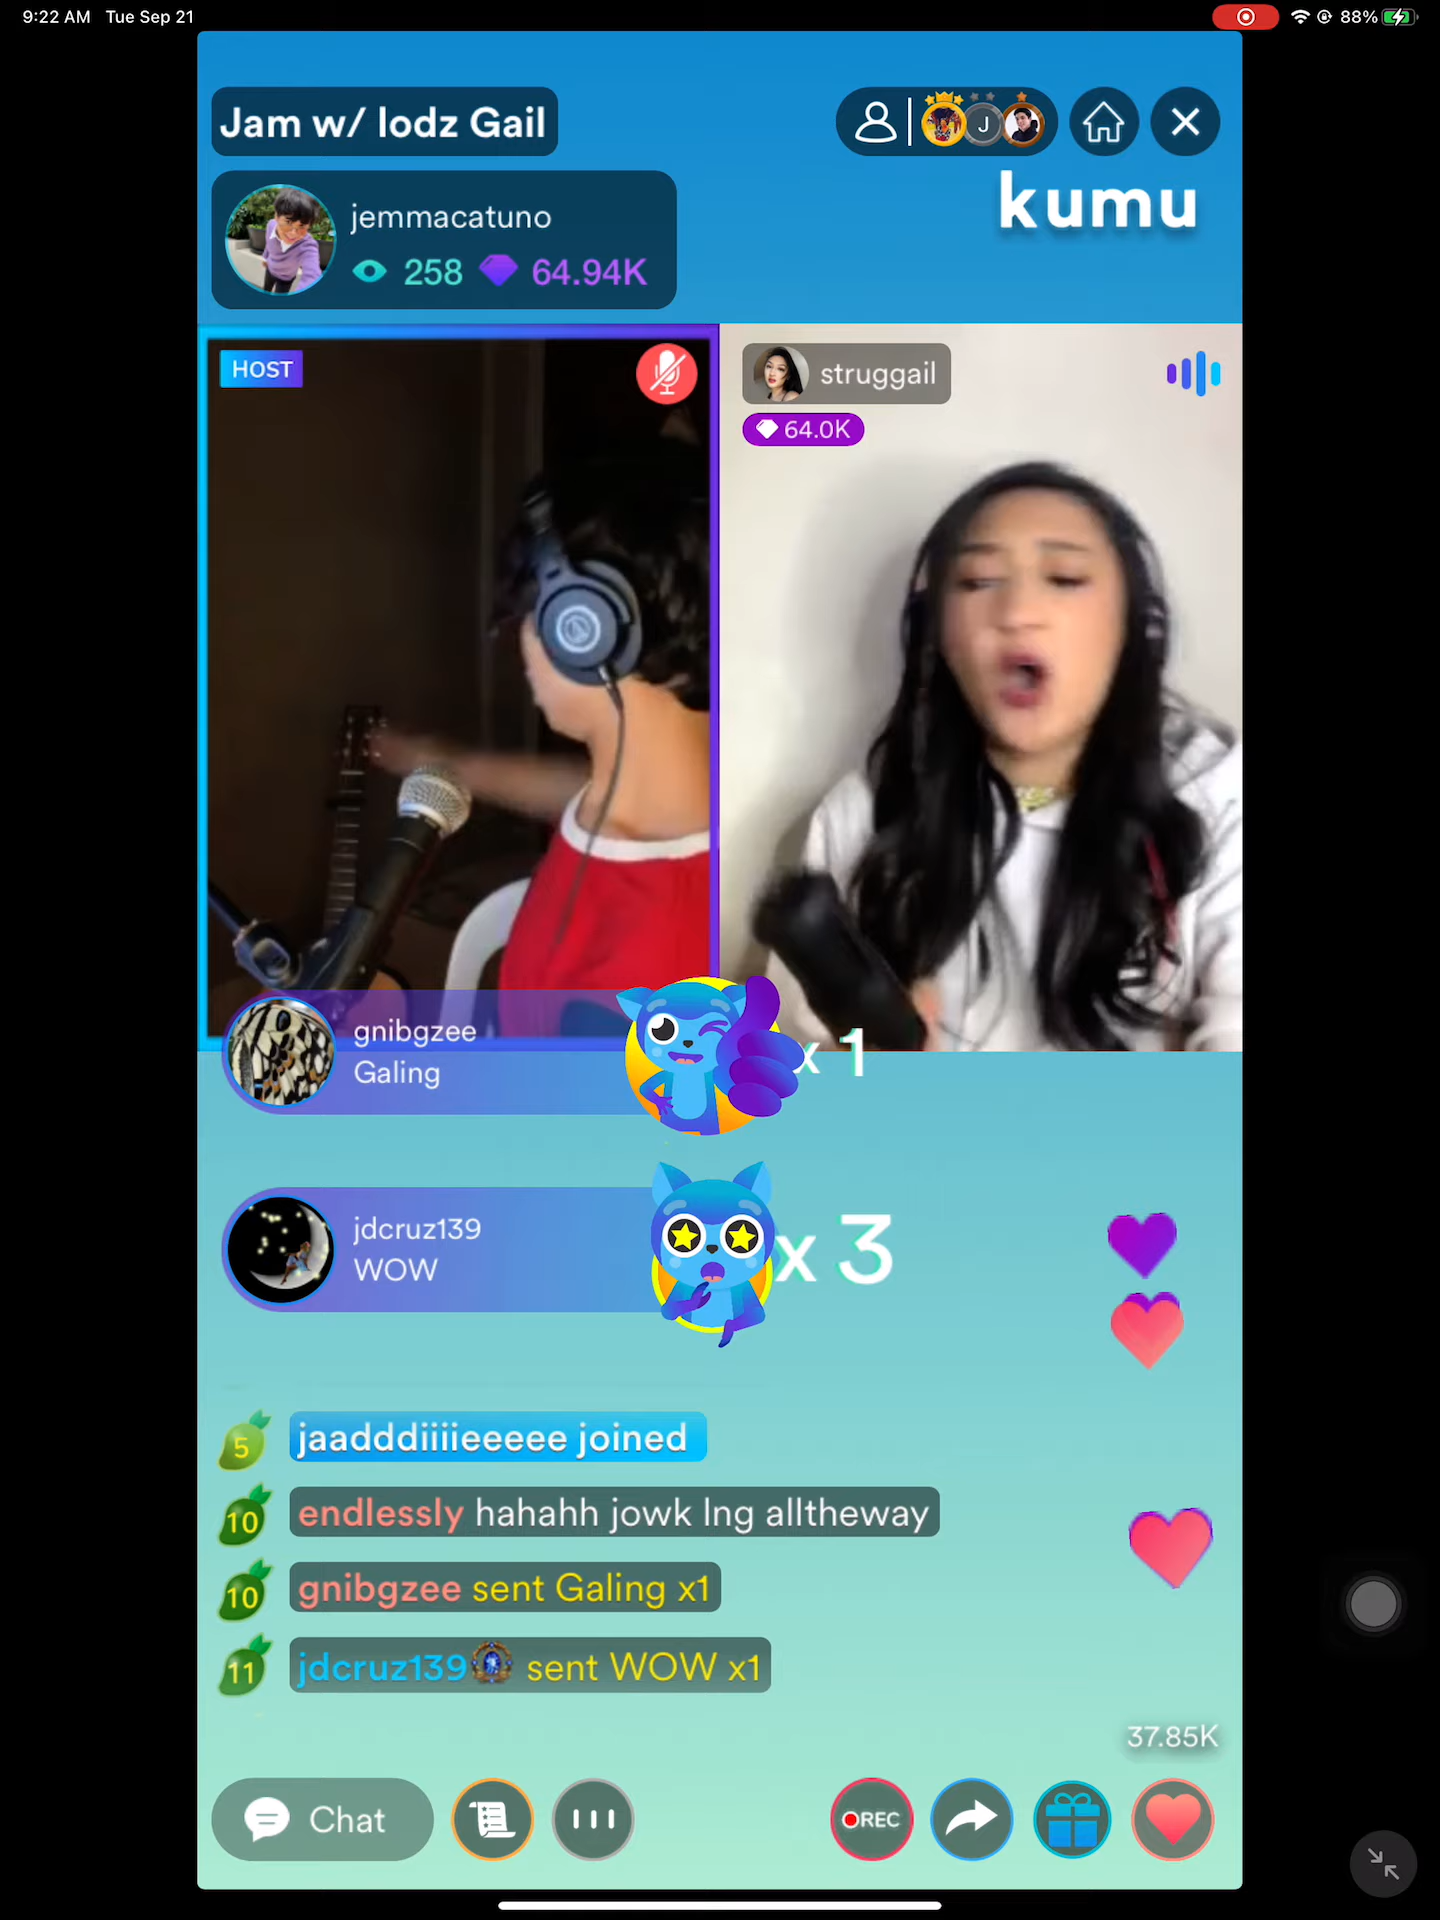 9:22 AM Tue Sep 21
88%
Jam w/ lodz Gail
J
kumu
jemmacatuno
258 64.94K
HOST
struggail
64.0K
gnibgzee
Galing
x 1
jdcruz139
WOW
x 3
5 jaadddiiiieeeee joined
10 endlessly hahahh jowk lng alltheway
10 gnibgzee sent Galing x1
11 jdcruz139 sent WOW x1
37.85K
Chat
REC